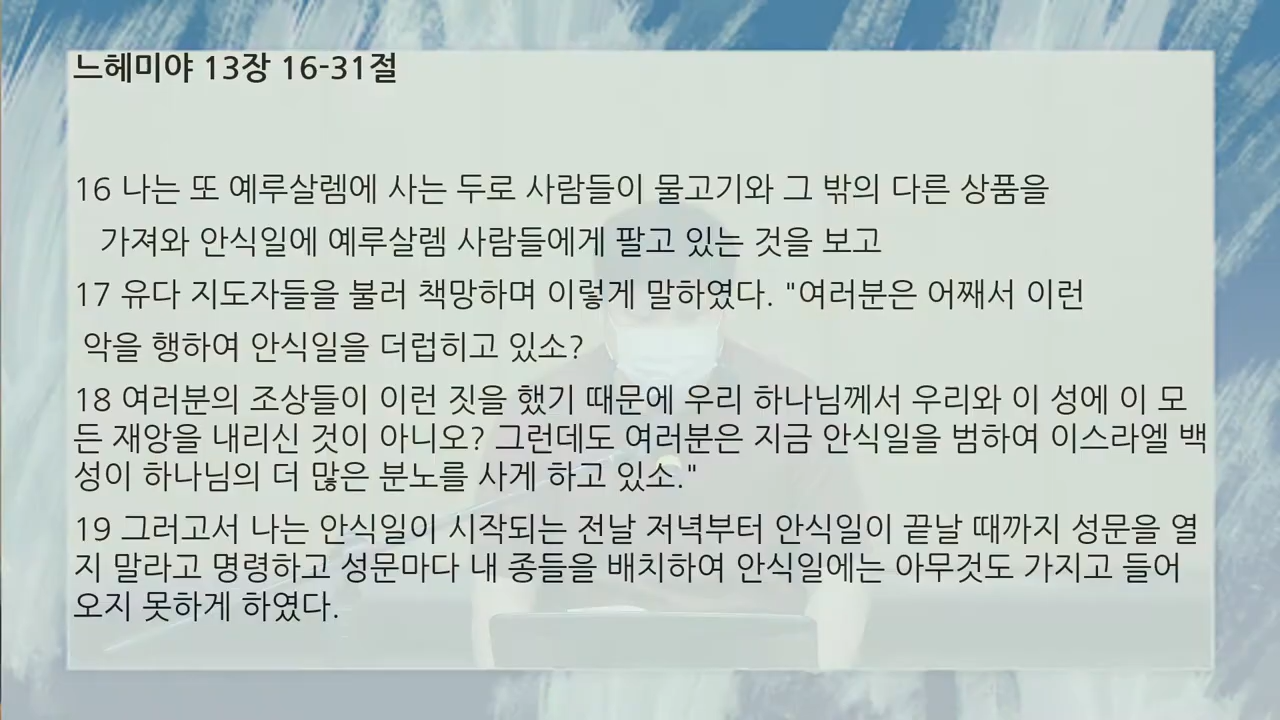 느헤미야 13장 16-31절
16 나는 또 예루살렘에 사는 두로 사람들이 물고기와 그 밖의 다른 상품을
가져와 안식일에 예루살렘 사람들에게 팔고 있는 것을 보고
17 유다 지도자들을 불러 책망하며 이렇게 말하였다. "여러분은 어째서 이런
악을 행하여 안식일을 더럽히고 있소?
18 여러분의 조상들이 이런 짓을 했기 때문에 우리 하나님께서 우리와 이 성에 이 모
든 재앙을 내리신 것이 아니오? 그런데도 여러분은 지금 안식일을 범하여 이스라엘 백
성이 하나님의 더 많은 분노를 사게 하고 있소."
19 그러고서 나는 안식일이 시작되는 전날 저녁부터 안식일이 끝날 때까지 성문을 열
지 말라고 명령하고 성문마다 내 종들을 배치하여 안식일에는 아무것도 가지고 들어
오지 못하게 하였다.